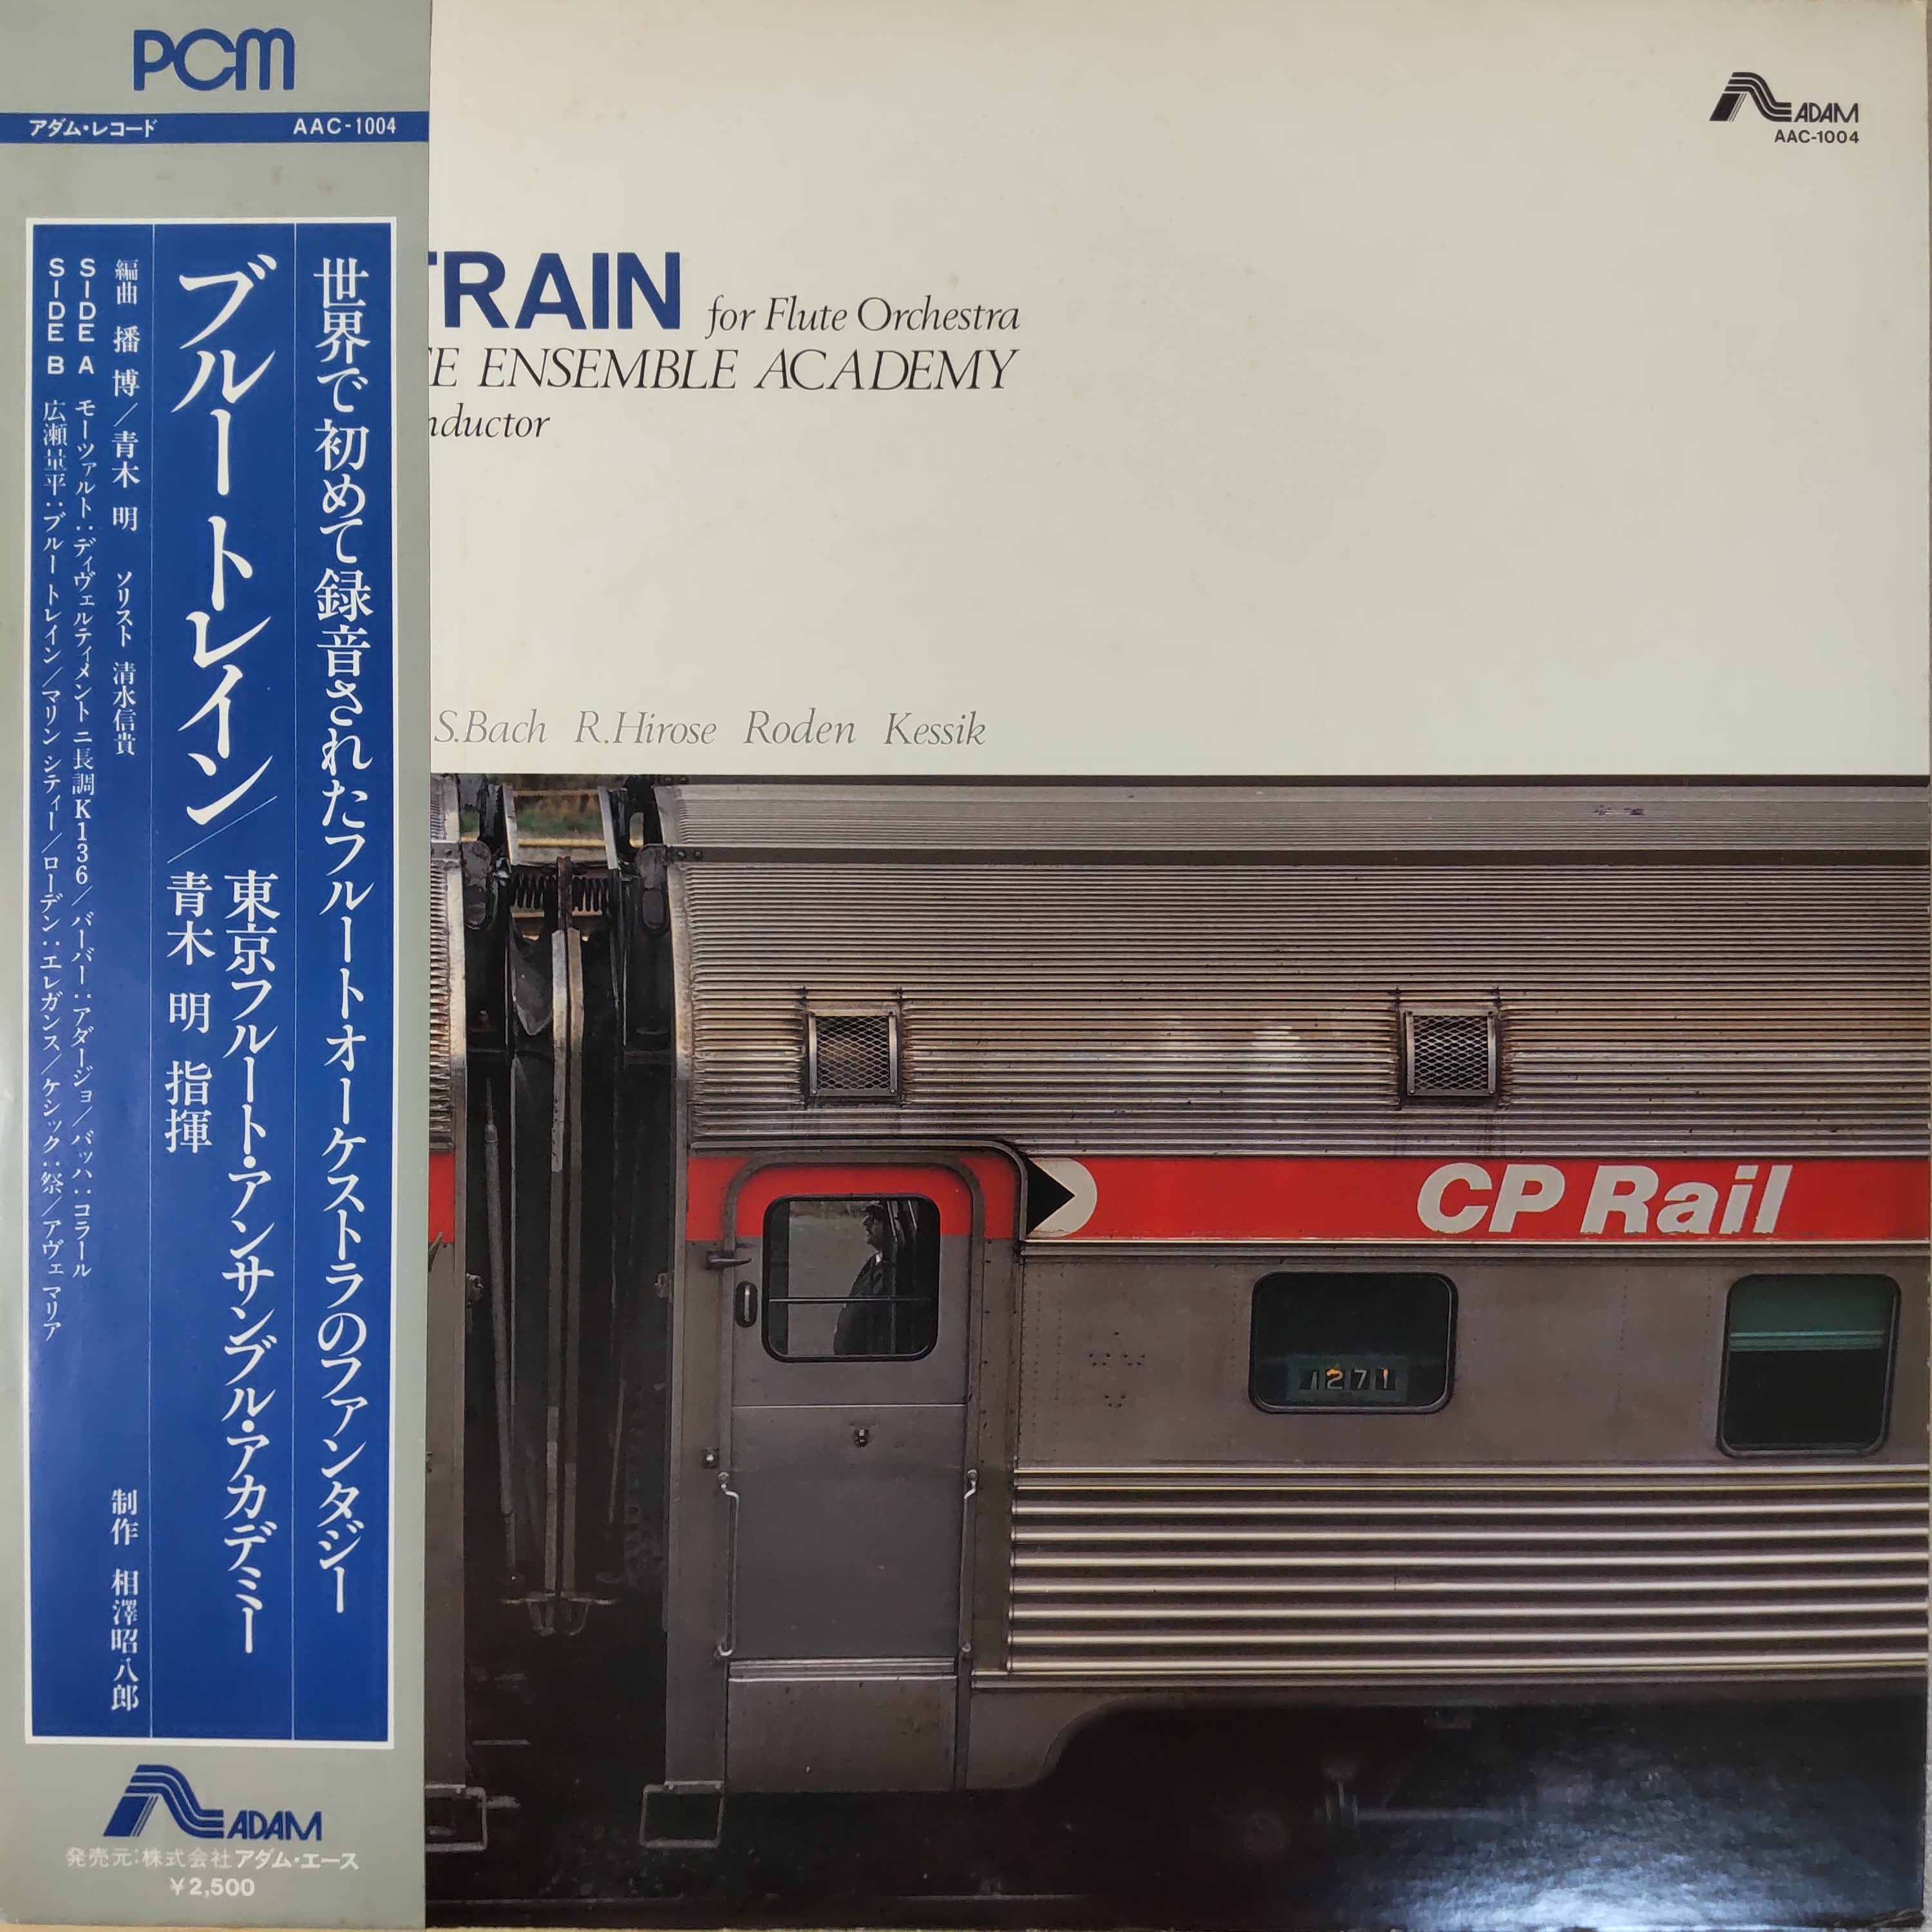 PCM
アダム・レコード AAC-1004
世界で初めて録音されたフルートオーケストラのファンタジー
ブルートレイン／東京フルート・アンサンブル・アカデミー
青木 明 指揮
編曲 播 博／青木 明 ソリスト 清水信貴 制作 相澤昭八郎
SIDE A モーツァルト：ディヴェルティメント ニ長調K136／バーバー：アダージョ／バッハ：コラール
SIDE B 広瀬量平：ブルートレイン／マリン シティー／ローデン：エレガンス／ケシック：祭／アヴェ マリア
ADAM
発売元：株式会社アダム・エース
￥2,500
ADAM
AAC-1004
TRAIN for Flute Orchestra
E ENSEMBLE ACADEMY
nductor
S.Bach R.Hirose Roden Kessik
CP Rail
1271